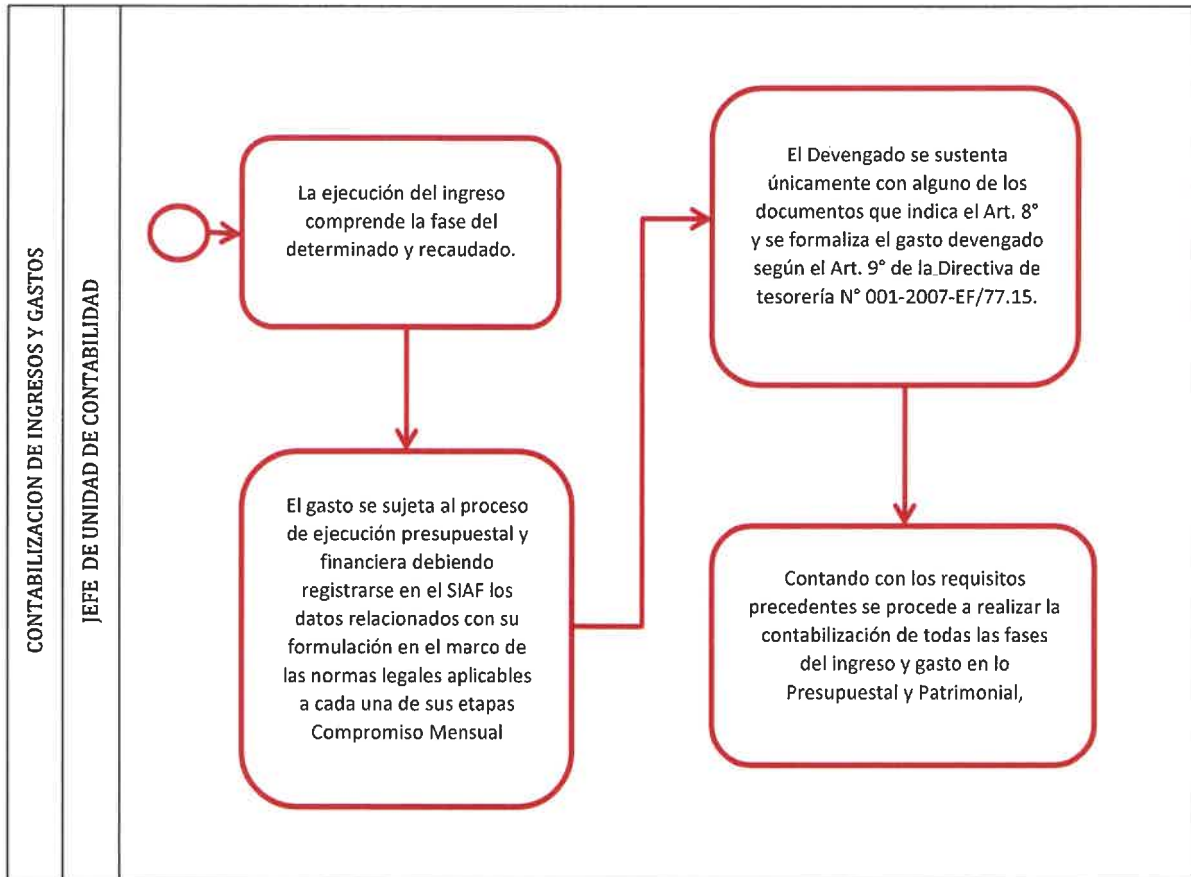 CONTABILIZACION DE INGRESOS Y GASTOS
JEFE DE UNIDAD DE CONTABILIDAD
La ejecución del ingreso
comprende la fase del
determinado y recaudado.
El gasto se sujeta al proceso
de ejecución presupuestal y
financiera debiendo
registrarse en el SIAF los
datos relacionados con su
formulación en el marco de
las normas legales aplicables
a cada una de sus etapas
Compromiso Mensual
El Devengado se sustenta
únicamente con alguno de los
documentos que indica el Art. 8°
y se formaliza el gasto devengado
según el Art. 9° de la Directiva de
tesorería N° 001-2007-EF/77.15.
Contando con los requisitos
precedentes se procede a realizar la
contabilización de todas las fases
del ingreso y gasto en lo
Presupuestal y Patrimonial,